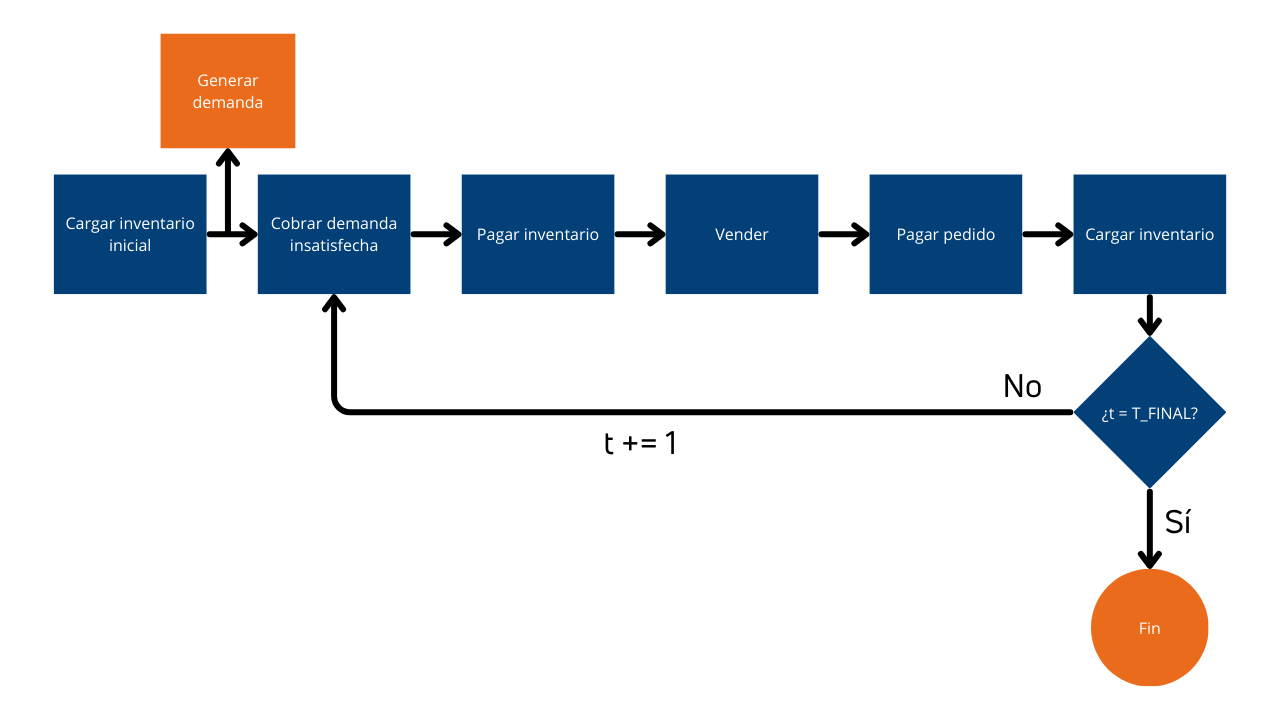 Generar
demanda
Cargar inventario
inicial
Cobrar demanda
insatisfecha
Pagar inventario
Vender
Pagar pedido
Cargar inventario
No
¿t = T_FINAL?
t += 1
Sí
Fin